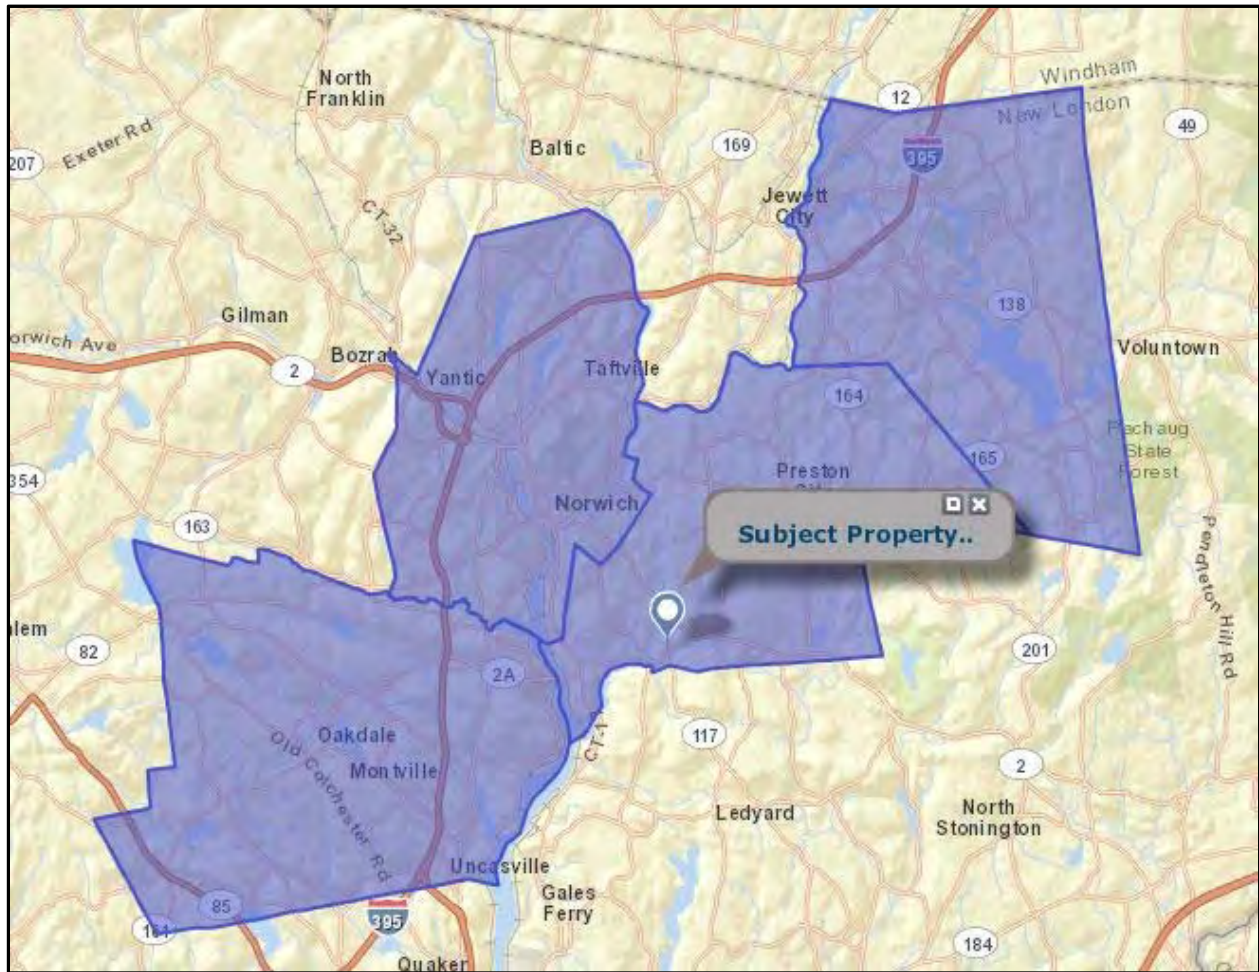 Windham
North
Franklin
12
New London
49
Exeter Rd
169
Baltic
395
207
Jewett
City
CT-32
138
Gilman
Norwich Ave
Bozrah
2
Yantic
Taftville
Voluntown
164
Pachaug
State
Forest
165
Preston
354
Norwich
163
Subject Property..
Pendleton Hill Rd
82
201
2A
Oakdale
CT-1
117
Old Colchester Rd
Montville
2
Ledyard
North
Stonington
Uncasville
Gales
Ferry
85
161
395
184
Quaker